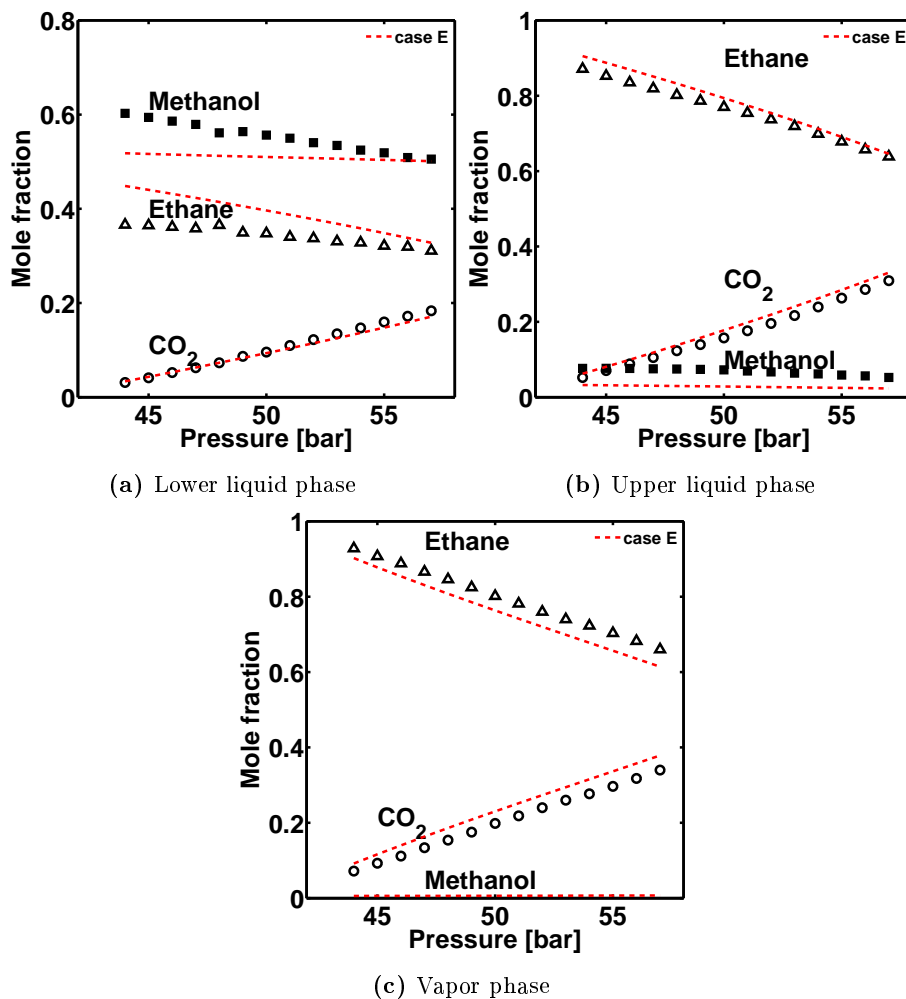 0.8
0.6
0.4
0.2
0
Mole fraction
case E
Methanol
Ethane
CO2
45 50 55
Pressure [bar]
(a) Lower liquid phase
1
0.8
0.6
0.4
0.2
0
Mole fraction
case E
Ethane
CO2
Methanol
45 50 55
Pressure [bar]
(b) Upper liquid phase
1
0.8
0.6
0.4
0.2
0
Mole fraction
case E
Ethane
CO2
Methanol
45 50 55
Pressure [bar]
(c) Vapor phase